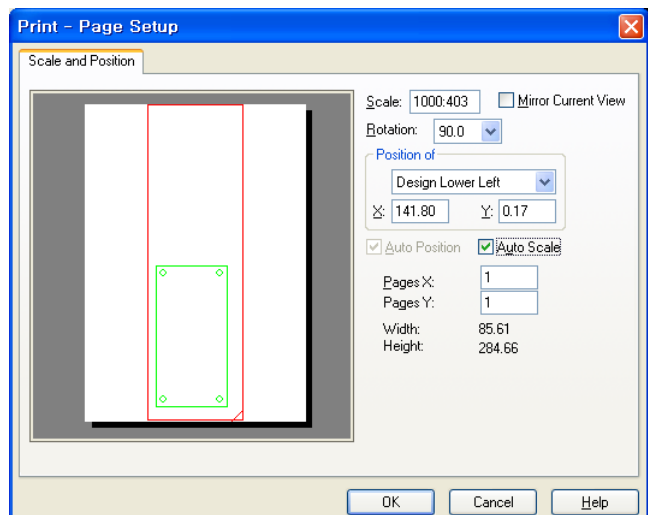 Print - Page Setup
Scale and Position
Scale: 1000:403 Mirror Current View
Rotation: 90.0
Position of
Design Lower Left
X: 141.80 Y: 0.17
Auto Position Auto Scale
Pages X: 1
Pages Y: 1
Width: 85.61
Height: 284.66
OK Cancel Help